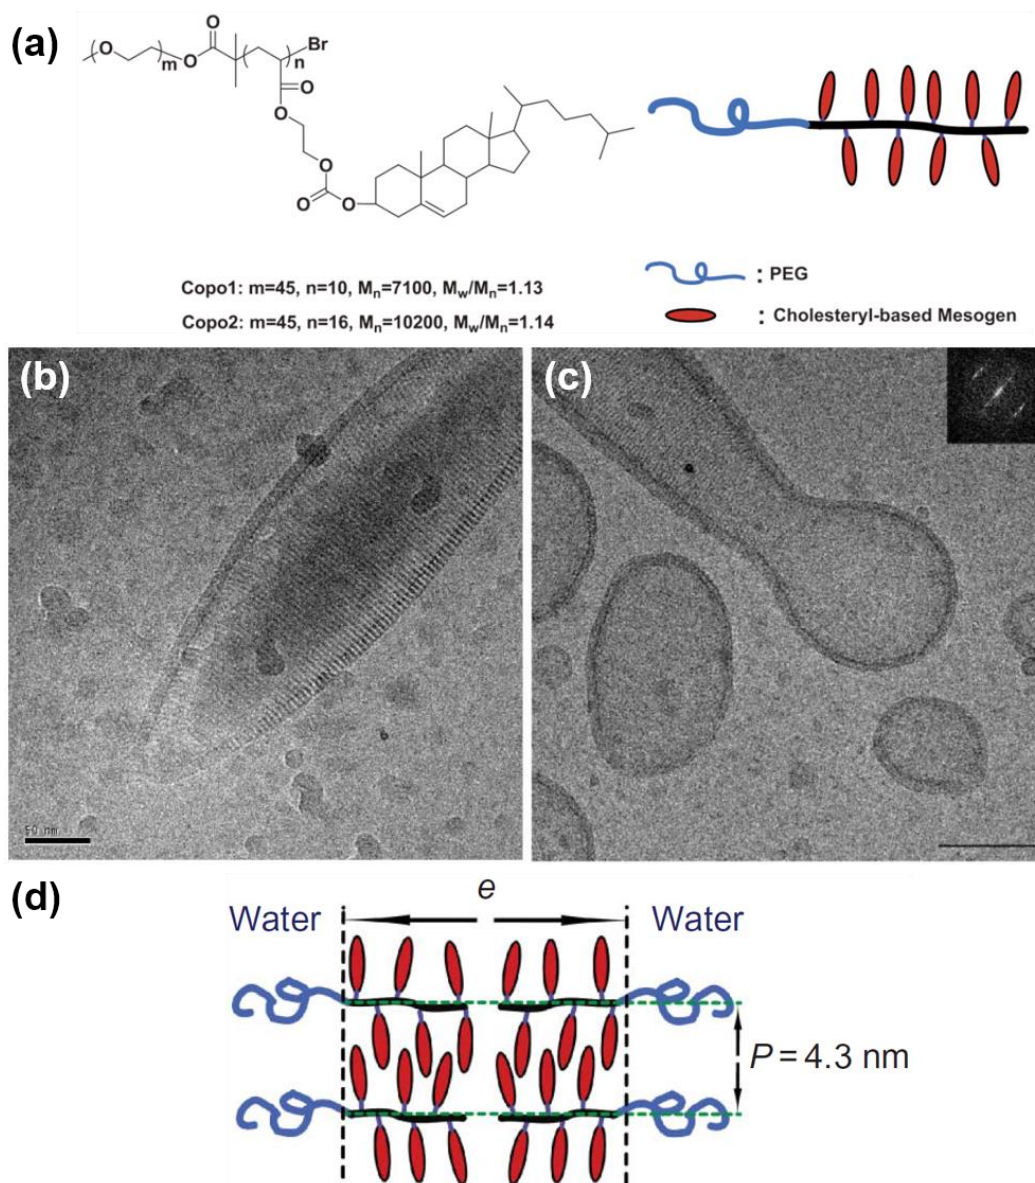 (a)
O
O
m
O
Br
n
O
O
O
O
O
Copo1: m=45, n=10, Mn=7100, Mw/Mn=1.13
Copo2: m=45, n=16, Mn=10200, Mw/Mn=1.14
: PEG
: Cholesteryl-based Mesogen
(b)
50 nm
(c)
(d)
e
Water
Water
P = 4.3 nm